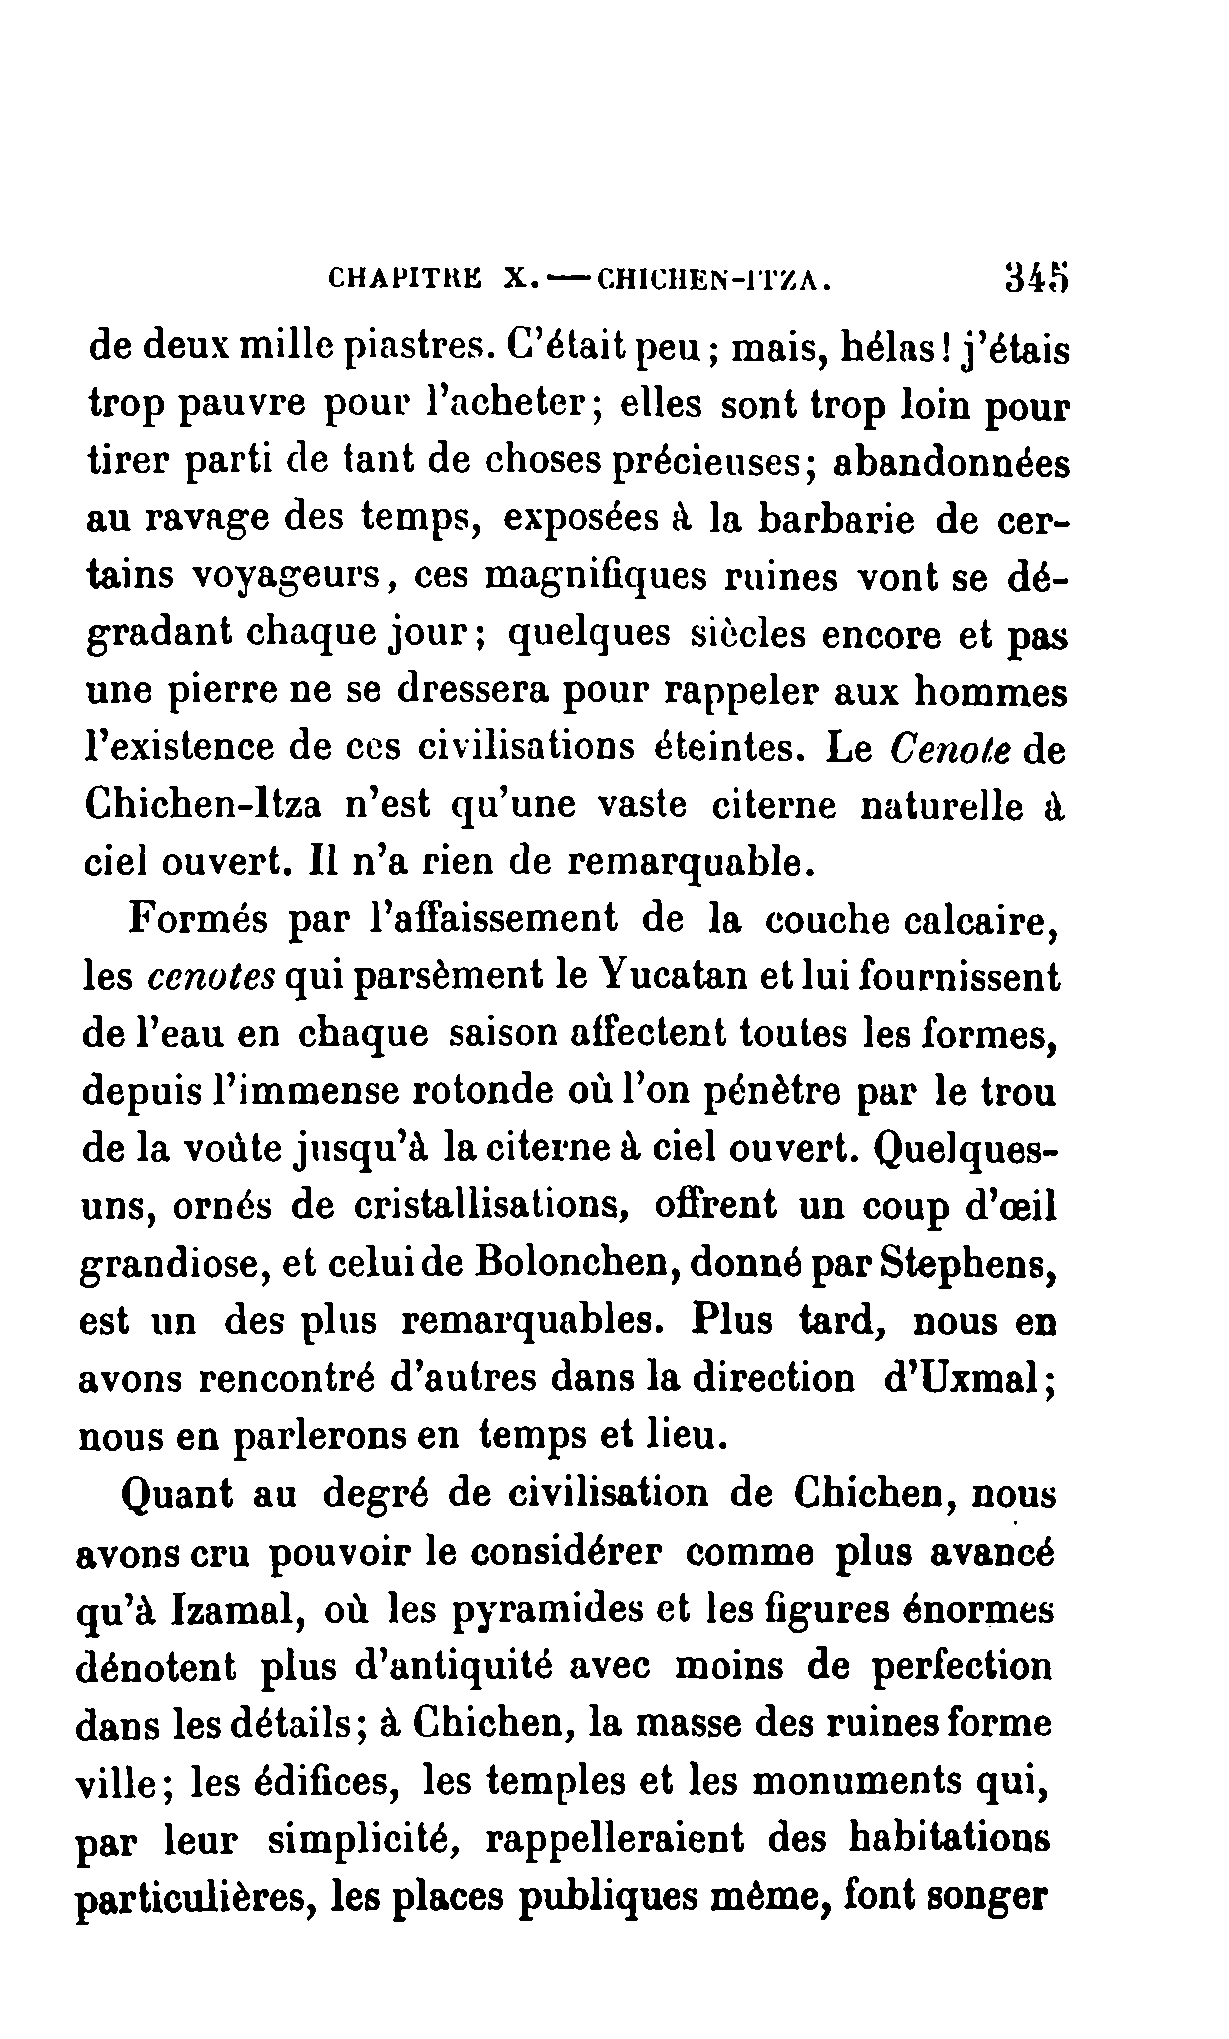 CHAPITRE X.—CHICHEN-ITZA. 345
de deux mille piastres. C'était peu; mais, hélas! j'étais
trop pauvre pour l'acheter; elles sont trop loin pour
tirer parti de tant de choses précieuses; abandonnées
au ravage des temps, exposées à la barbarie de cer-
tains voyageurs, ces magnifiques ruines vont se dé-
gradant chaque jour; quelques siècles encore et pas
une pierre ne se dressera pour rappeler aux hommes
l'existence de ces civilisations éteintes. Le Cenote de
Chichen-Itza n'est qu'une vaste citerne naturelle à
ciel ouvert. Il n'a rien de remarquable.
Formés par l'affaissement de la couche calcaire,
les cenotes qui parsèment le Yucatan et lui fournissent
de l'eau en chaque saison affectent toutes les formes,
depuis l'immense rotonde où l'on pénètre par le trou
de la voûte jusqu'à la citerne à ciel ouvert. Quelques-
uns, ornés de cristallisations, offrent un coup d'œil
grandiose, et celui de Bolonchen, donné par Stephens,
est un des plus remarquables. Plus tard, nous en
avons rencontré d'autres dans la direction d'Uxmal;
nous en parlerons en temps et lieu.
Quant au degré de civilisation de Chichen, nous
avons cru pouvoir le considérer comme plus avancé
qu'à Izamal, où les pyramides et les figures énormes
dénotent plus d'antiquité avec moins de perfection
dans les détails; à Chichen, la masse des ruines forme
ville; les édifices, les temples et les monuments qui,
par leur simplicité, rappelleraient des habitations
particulières, les places publiques même, font songer